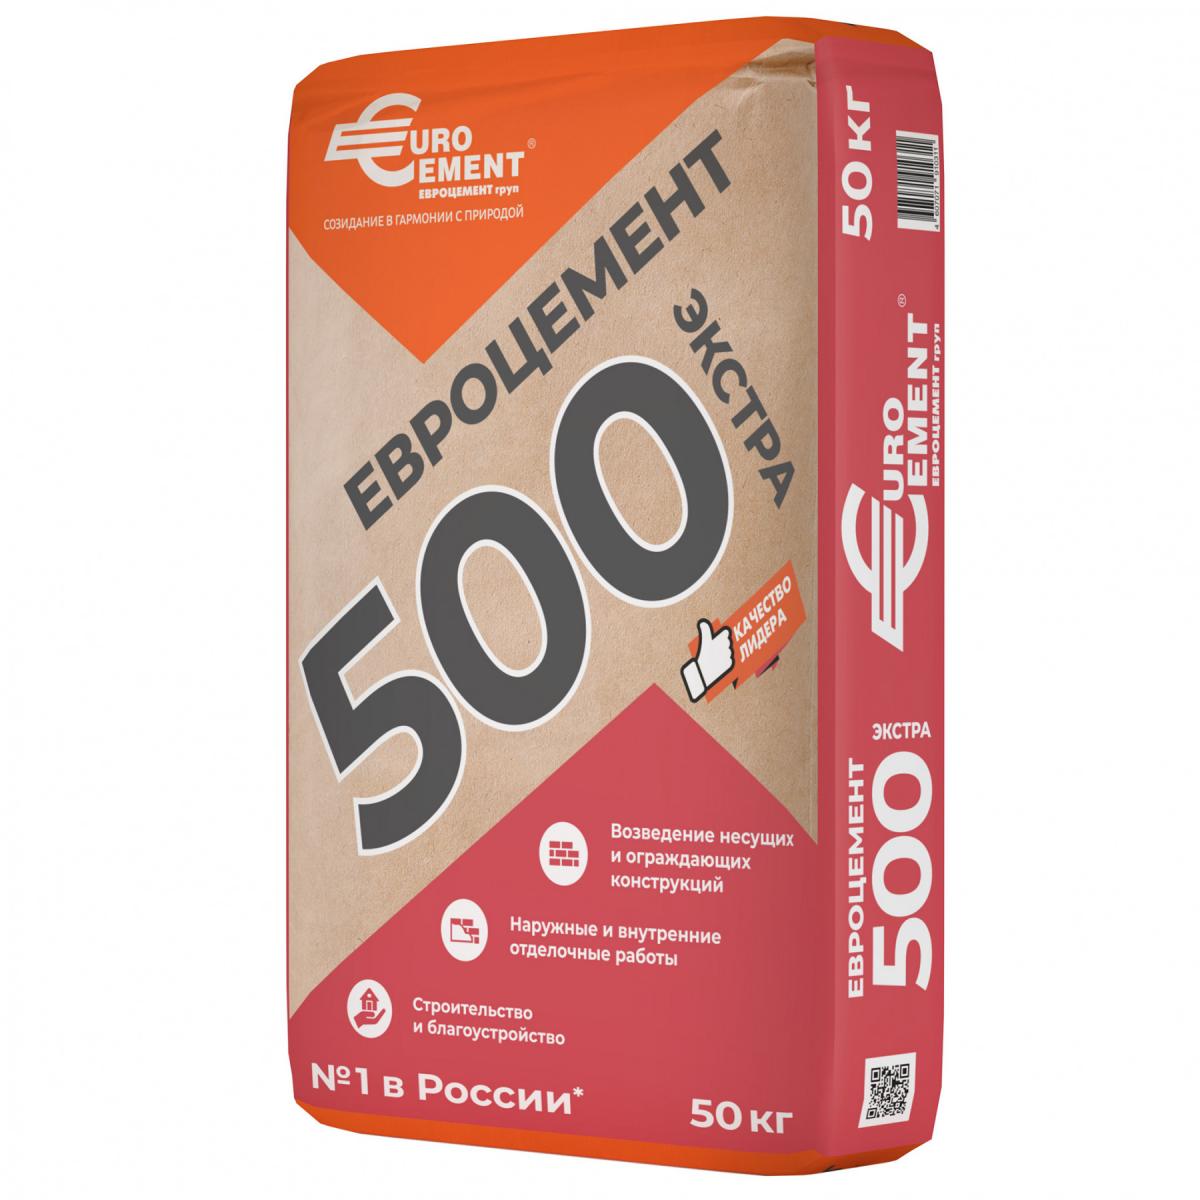 EURO
CEMENT®
ЕВРОЦЕМЕНТ груп
СОЗИДАНИЕ В ГАРМОНИИ С ПРИРОДОЙ
ЕВРОЦЕМЕНТ
500
ЭКСТРА
КАЧЕСТВО
ЛИДЕРА
Возведение несущих
и ограждающих
конструкций
Наружные и внутренние
отделочные работы
Строительство
и благоустройство
№1 в России*
50 кг
50 КГ
EURO
CEMENT®
ЕВРОЦЕМЕНТ груп
ЕВРОЦЕМЕНТ
500
ЭКСТРА